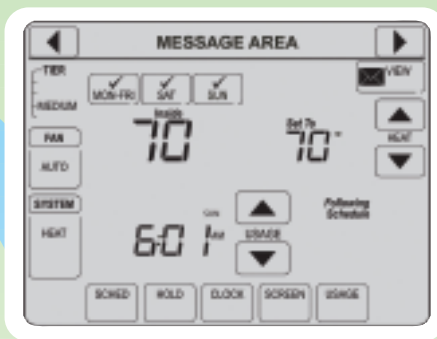 MESSAGE AREA
TIER
VIEW
MON-FRI SAT SUN
MEDIUM
Inside
70
Set To
70°
HEAT
FAN
AUTO
SYSTEM
HEAT
Following
Schedule
SUN
6:01 AM
USAGE
SCHED HOLD CLOCK SCREEN USAGE